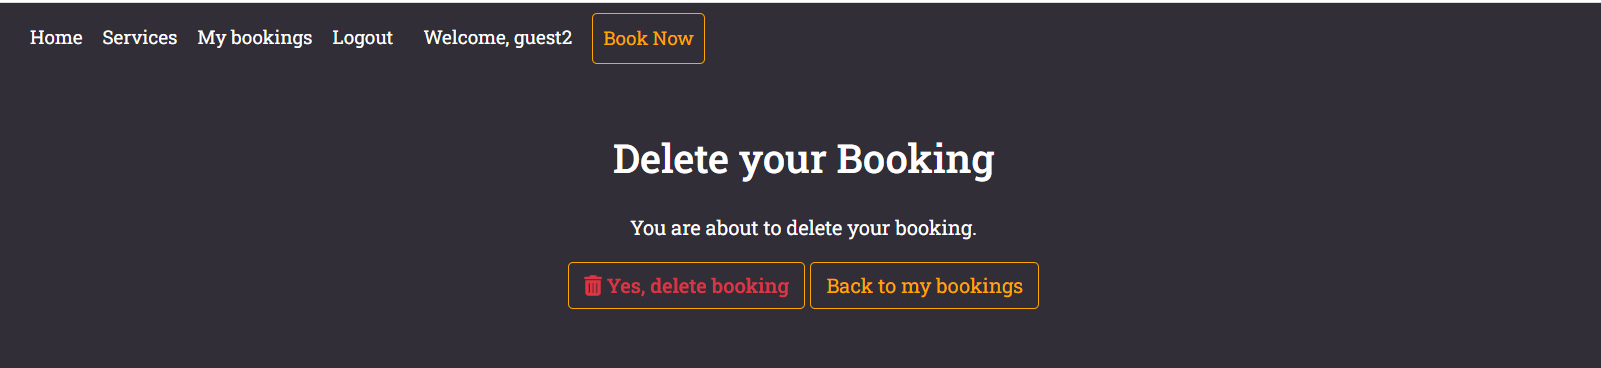 Home Services My bookings Logout Welcome, guest2 Book Now
Delete your Booking
You are about to delete your booking.
Yes, delete booking Back to my bookings